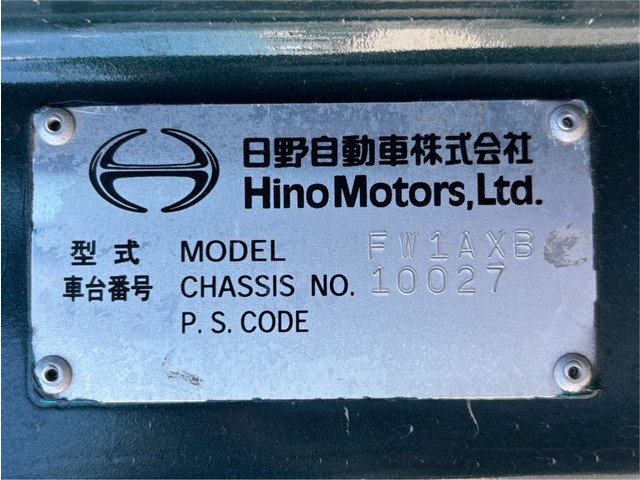 日野自動車株式会社
Hino Motors, Ltd.
型式 MODEL FW1AXB
車台番号 CHASSIS NO. 10027
P. S. CODE